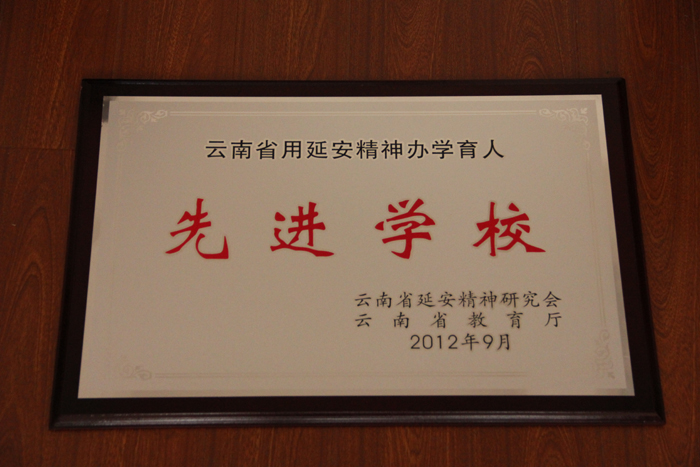 云南省用延安精神办学育人
先进学校
云南省延安精神研究会
云南省教育厅
2012年9月